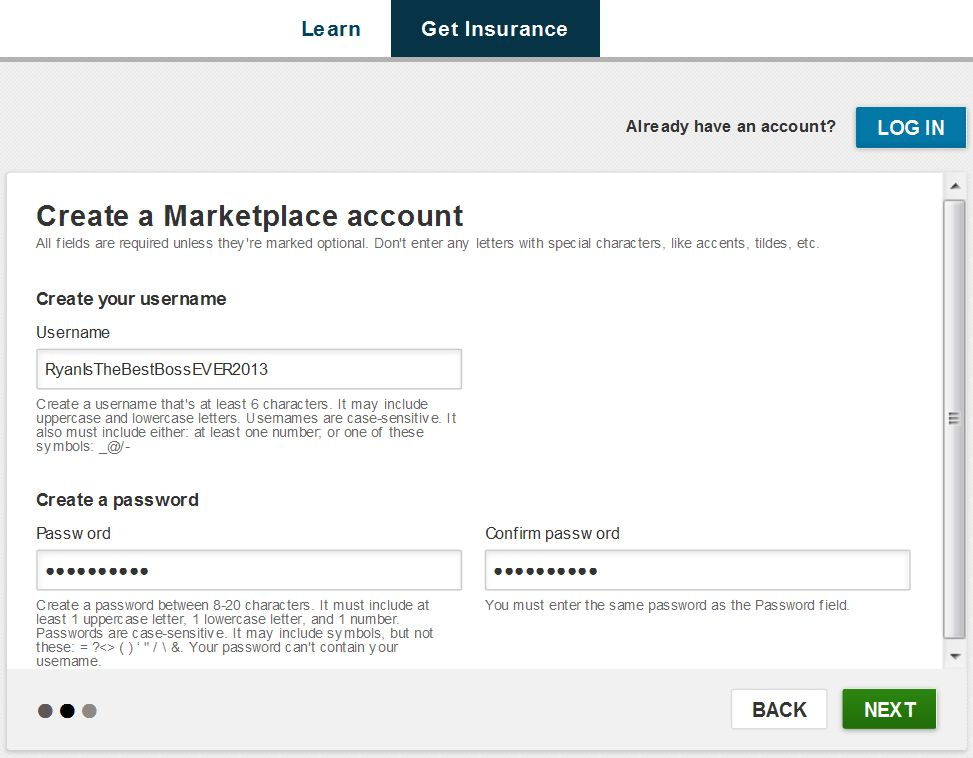 Learn
Get Insurance
Already have an account?
LOG IN
Create a Marketplace account
All fields are required unless they're marked optional. Don't enter any letters with special characters, like accents, tildes, etc.
Create your username
Username
RyanIsTheBestBossEVER2013
Create a username that's at least 6 characters. It may include
uppercase and lowercase letters. Usernames are case-sensitive. It
also must include either: at least one number; or one of these
symbols: _@/-
Create a password
Password
Confirm password
••••••••••
••••••••••
Create a password between 8-20 characters. It must include at
least 1 uppercase letter, 1 lowercase letter, and 1 number.
Passwords are case-sensitive. It may include symbols, but not
these: = ?<> ( ) ' " / \ &. Your password can't contain your
username.
You must enter the same password as the Password field.
BACK
NEXT